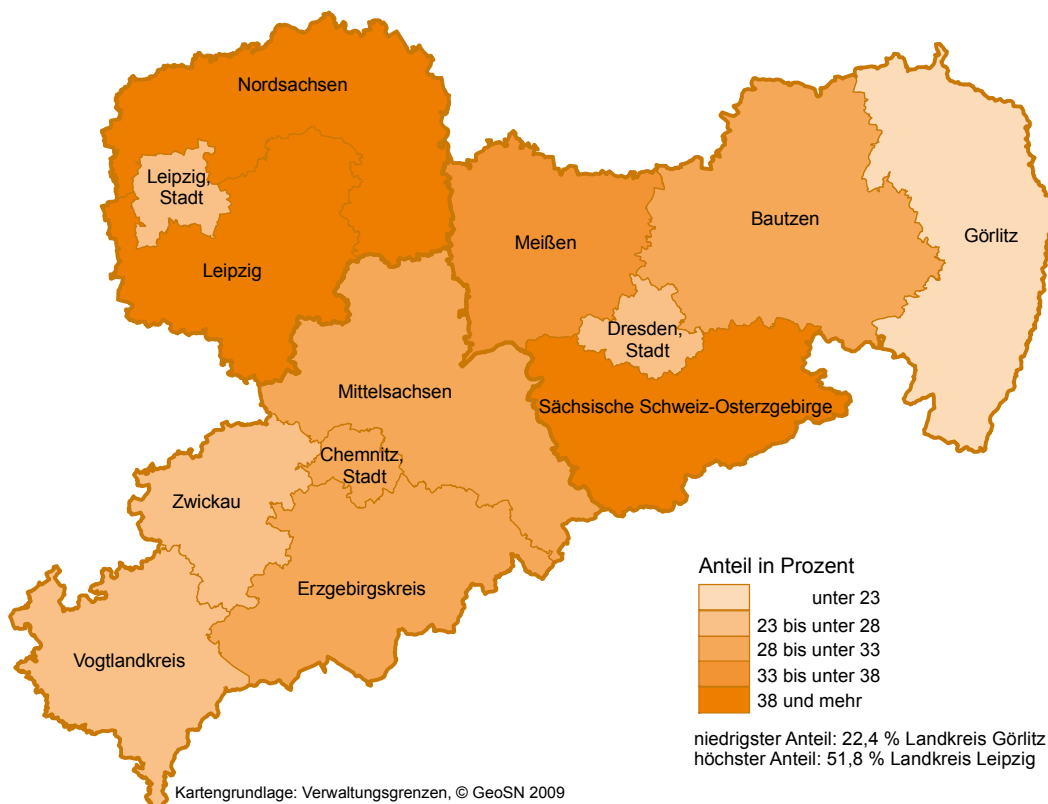 Nordsachsen
Leipzig,
Stadt
Leipzig
Meißen
Bautzen
Görlitz
Dresden,
Stadt
Mittelsachsen
Sächsische Schweiz-Osterzgebirge
Chemnitz,
Stadt
Zwickau
Erzgebirgskreis
Vogtlandkreis
Anteil in Prozent
unter 23
23 bis unter 28
28 bis unter 33
33 bis unter 38
38 und mehr
niedrigster Anteil: 22,4 % Landkreis Görlitz
höchster Anteil: 51,8 % Landkreis Leipzig
Kartengrundlage: Verwaltungsgrenzen, © GeoSN 2009